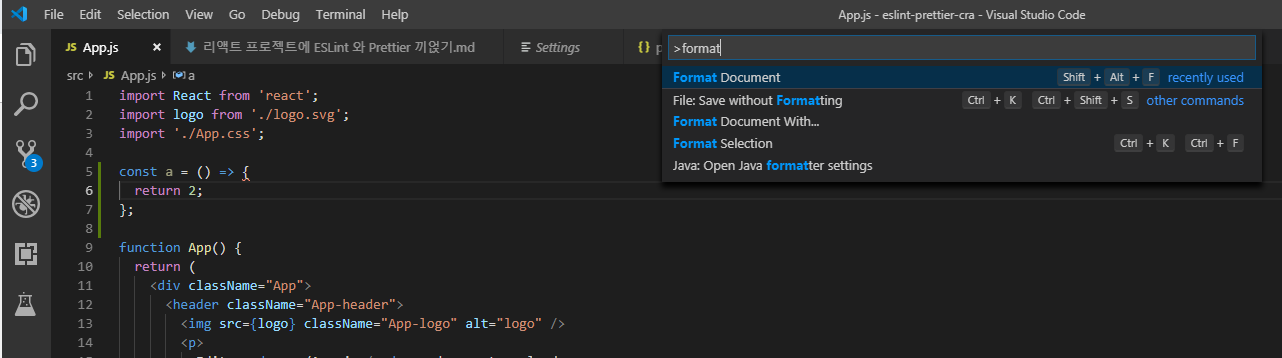 File Edit Selection View Go Debug Terminal Help App.js - eslint-prettier-cra - Visual Studio Code
JS App.js × 리액트 프로젝트에 ESLint 와 Prettier 끼얹기.md Settings {} p
>format
src › JS App.js › a
Format Document Shift + Alt + F recently used
File: Save without Formatting Ctrl + K Ctrl + Shift + S other commands
Format Document With...
Format Selection Ctrl + K Ctrl + F
Java: Open Java formatter settings
1 import React from 'react';
2 import logo from './logo.svg';
3 import './App.css';
4
5 const a = () => {
6 return 2;
7 };
8
9 function App() {
10 return (
11 <div className="App">
12 <header className="App-header">
13 <img src={logo} className="App-logo" alt="logo" />
14 <p>
3